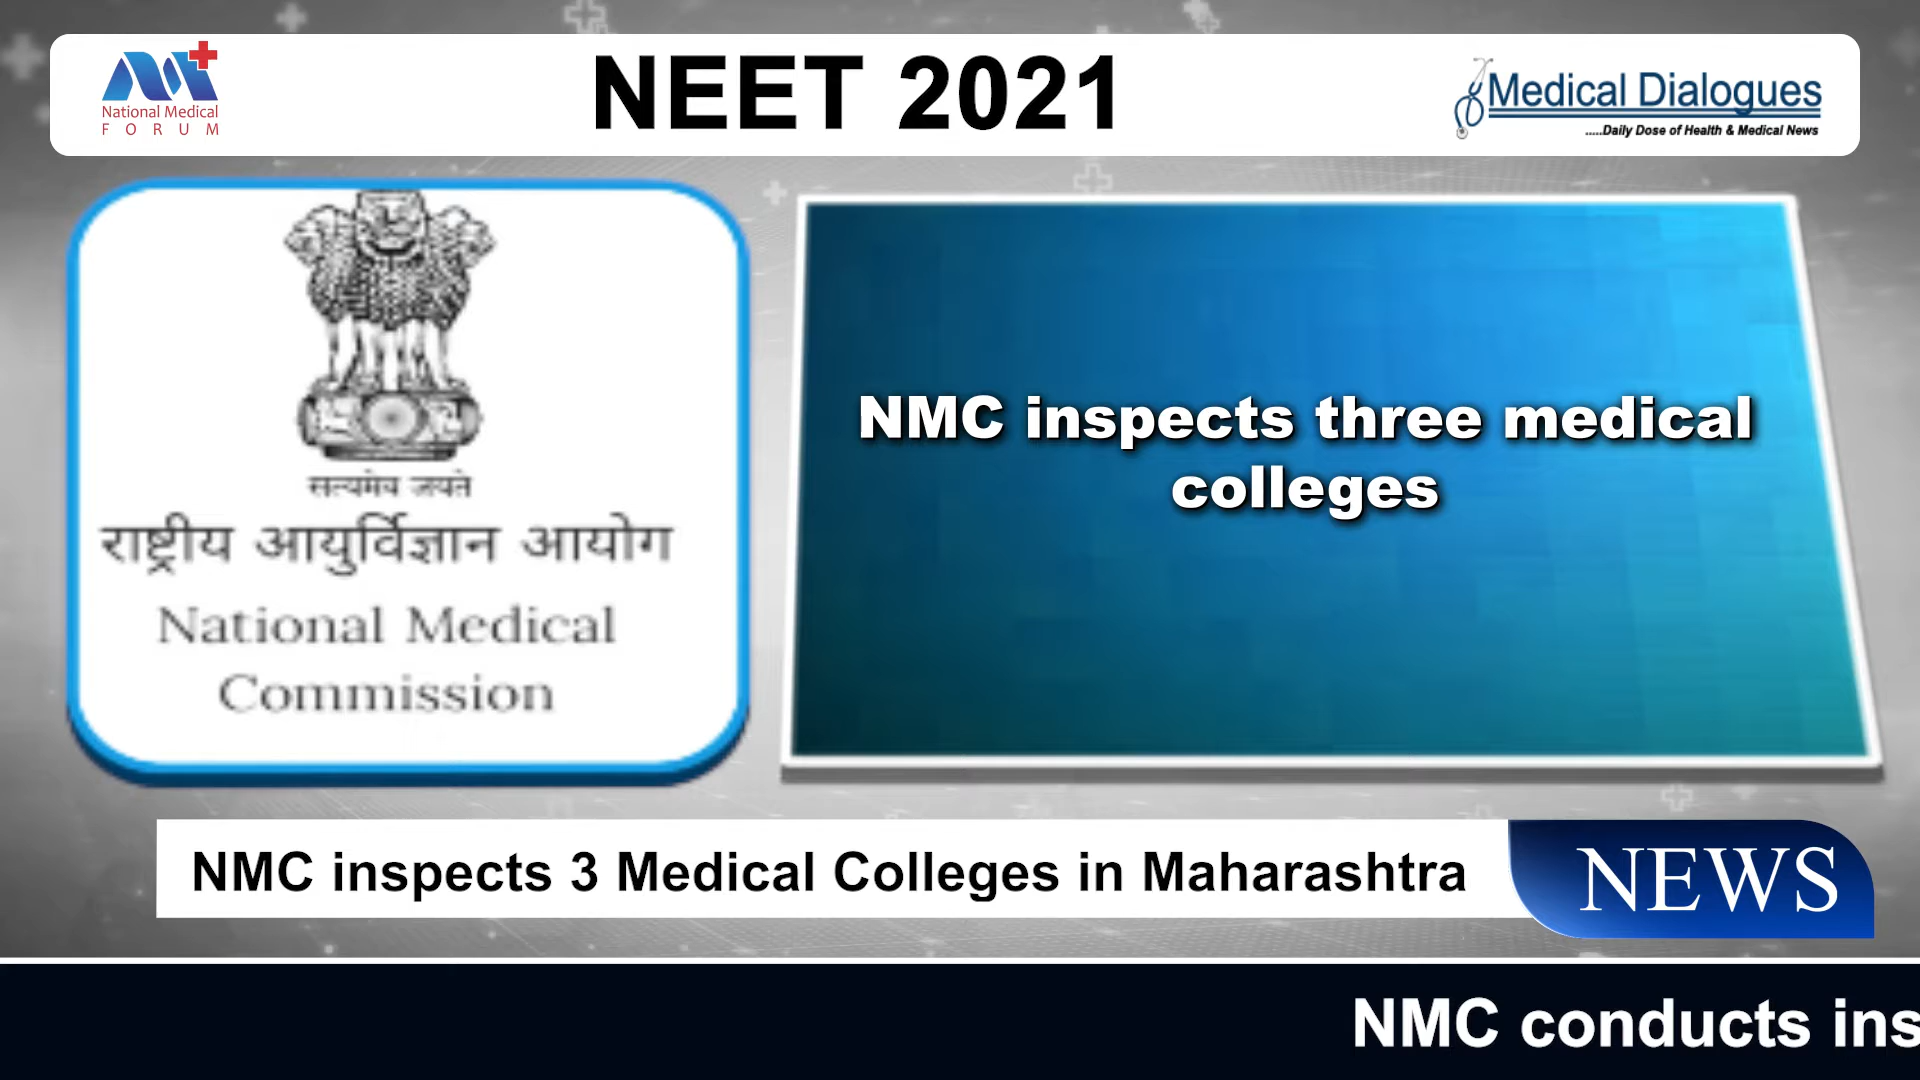 National Medical
FORUM
NEET 2021
Medical Dialogues
.....Daily Dose of Health & Medical News
सत्यमेव जयते
राष्ट्रीय आयुर्विज्ञान आयोग
National Medical
Commission
NMC inspects three medical
colleges
NMC inspects 3 Medical Colleges in Maharashtra
NEWS
NMC conducts ins